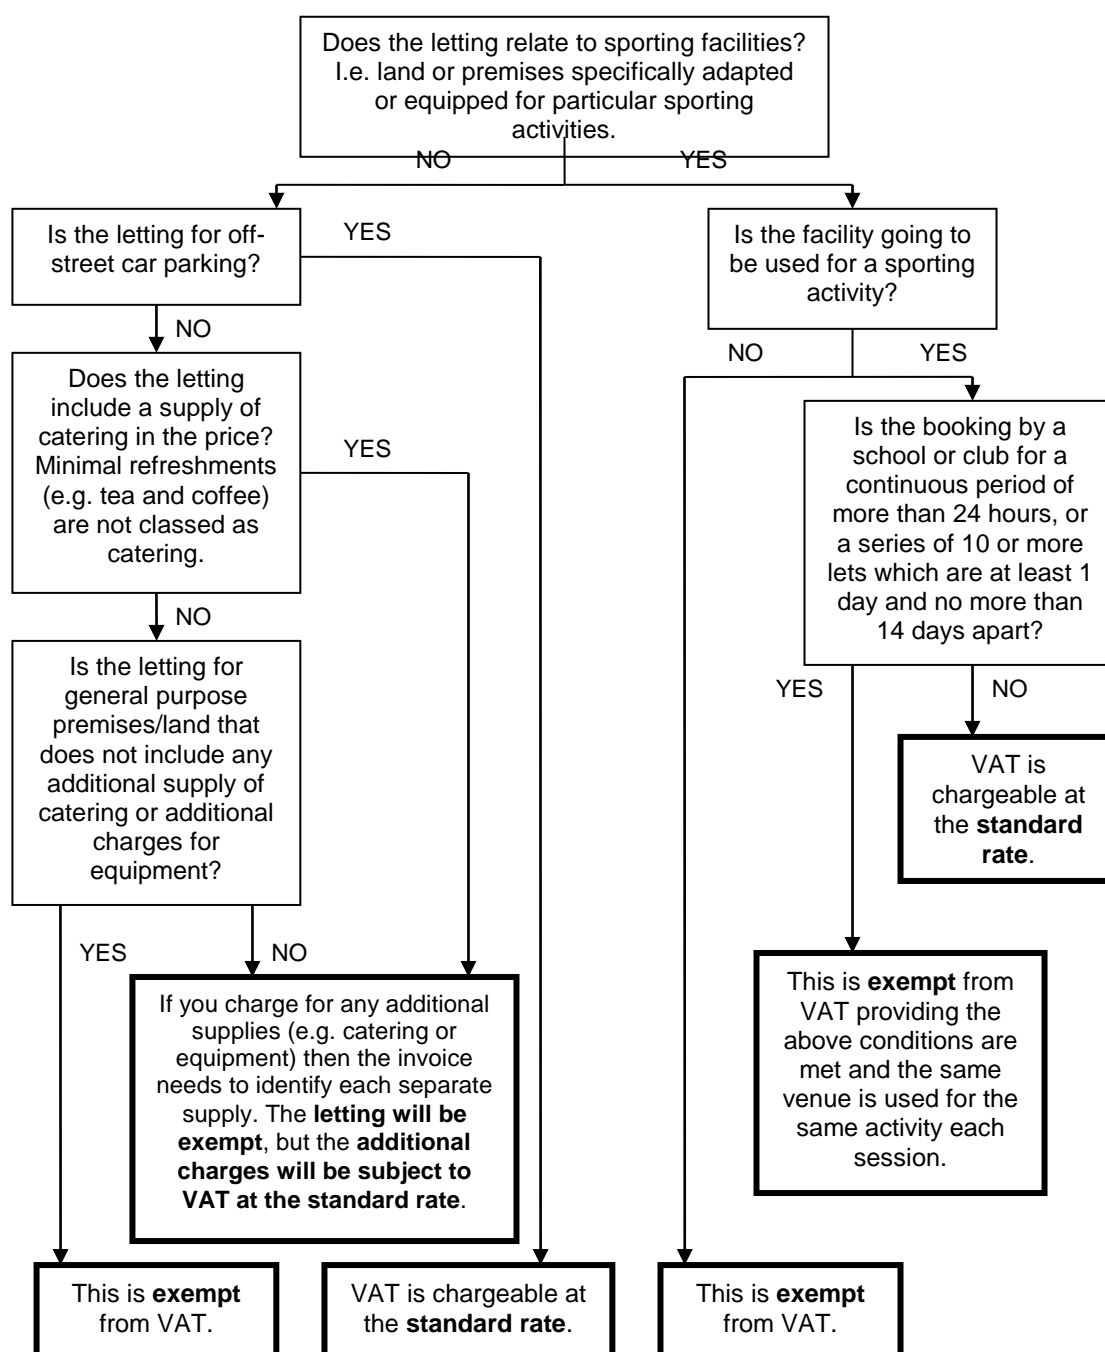 Does the letting relate to sporting facilities?
I.e. land or premises specifically adapted
or equipped for particular sporting
activities.
NO
YES
Is the letting for off-
street car parking?
YES
Is the facility going to
be used for a sporting
activity?
NO
NO
YES
Does the letting
include a supply of
catering in the price?
Minimal refreshments
(e.g. tea and coffee)
are not classed as
catering.
YES
Is the booking by a
school or club for a
continuous period of
more than 24 hours, or
a series of 10 or more
lets which are at least 1
day and no more than
14 days apart?
NO
Is the letting for
general purpose
premises/land that
does not include any
additional supply of
catering or additional
charges for
equipment?
YES
NO
VAT is
chargeable at
the standard
rate.
YES
NO
If you charge for any additional
supplies (e.g. catering or
equipment) then the invoice
needs to identify each separate
supply. The letting will be
exempt, but the additional
charges will be subject to
VAT at the standard rate.
This is exempt from
VAT providing the
above conditions are
met and the same
venue is used for the
same activity each
session.
This is exempt
from VAT.
VAT is chargeable at
the standard rate.
This is exempt
from VAT.